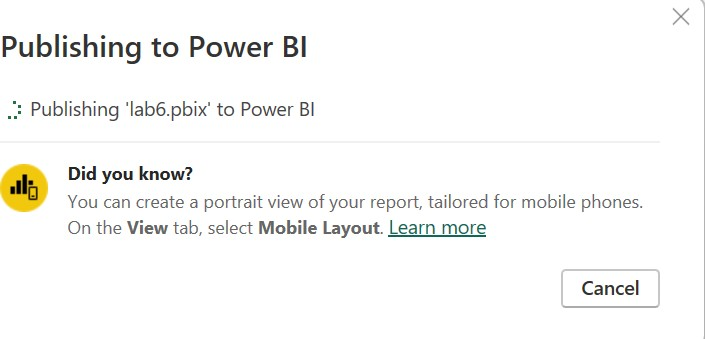 Publishing to Power BI
Publishing 'lab6.pbix' to Power BI
Did you know?
You can create a portrait view of your report, tailored for mobile phones.
On the View tab, select Mobile Layout. Learn more
Cancel